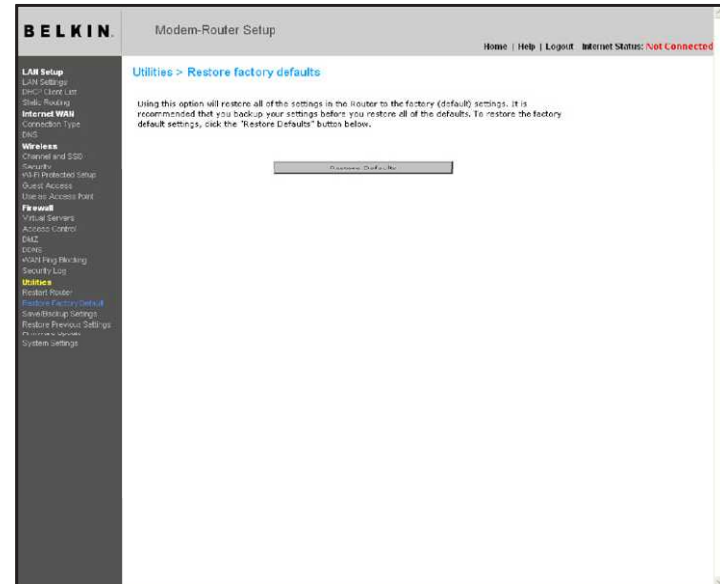 BELKIN.
Modem-Router Setup
Home | Help | Logout Internet Status: Not Connected
LAN Setup
LAN Settings
DHCP Client List
Static Routing
Internet WAN
Connection Type
DNS
Wireless
Channel and SSID
Security
Wi-Fi Protected Setup
Guest Access
Use as Access Point
Firewall
Virtual Servers
Access Control
DMZ
DDNS
WAN Ping Blocking
Security Log
Utilities
Restart Router
Restore Factory Default
Save/Backup Settings
Restore Previous Settings
Firmware Update
System Settings
Utilities > Restore factory defaults
Using this option will restore all of the settings in the Router to the factory (default) settings. It is
recommended that you backup your settings before you restore all of the defaults. To restore the factory
default settings, click the "Restore Defaults" button below.
Restore Defaults